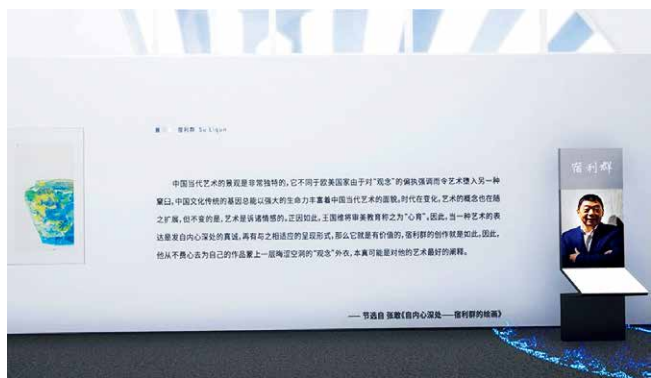 宿利群 Su Liqun
中国当代艺术的景观是非常独特的,它不同于欧美国家由于对“观念”的偏执强调而令艺术堕入另一种
窠臼。中国文化传统的基因总能以强大的生命力丰富着中国当代艺术的面貌。时代在变化,艺术的概念也在随
之扩展,但不变的是,艺术是诉诸情感的。正因如此,王国维将审美教育称之为“心育”。因此,当一种艺术的表
达是发自内心深处的真诚,再有与之相适应的呈现形式,那么它就是有价值的。宿利群的创作就是如此,因此,
他从不费心去为自己的作品蒙上一层晦涩空洞的“观念”外衣,本真可能是对他的艺术最好的阐释。
—— 节选自 张敢《自内心深处——宿利群的绘画》
宿利群